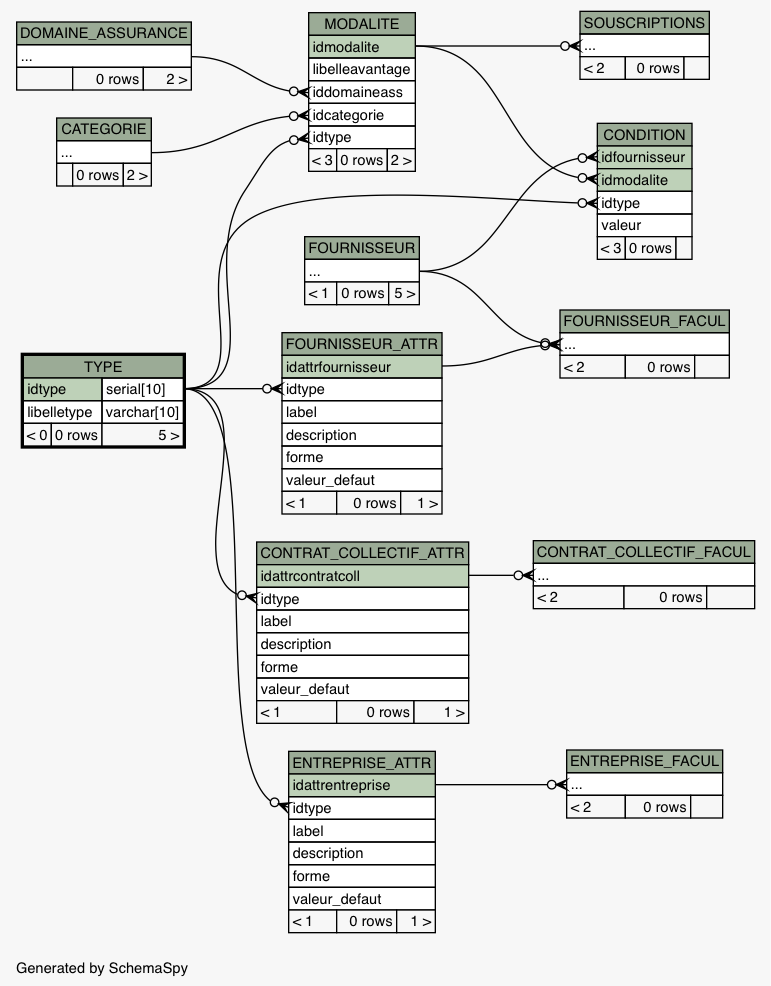 DOMAINE_ASSURANCE
...
0 rows 2 >
CATEGORIE
...
0 rows 2 >
MODALITE
idmodalite
libelleavantage
iddomaineass
idcategorie
idtype
< 3 0 rows 2 >
SOUSCRIPTIONS
...
< 2 0 rows
CONDITION
idfournisseur
idmodalite
idtype
valeur
< 3 0 rows
FOURNISSEUR
...
< 1 0 rows 5 >
FOURNISSEUR_FACUL
...
< 2 0 rows
TYPE
idtype serial[10]
libelletype varchar[10]
< 0 0 rows 5 >
FOURNISSEUR_ATTR
idattrfournisseur
idtype
label
description
forme
valeur_defaut
< 1 0 rows 1 >
CONTRAT_COLLECTIF_ATTR
idattrcontratcoll
idtype
label
description
forme
valeur_defaut
< 1 0 rows 1 >
CONTRAT_COLLECTIF_FACUL
...
< 2 0 rows
ENTREPRISE_ATTR
idattrentreprise
idtype
label
description
forme
valeur_defaut
< 1 0 rows 1 >
ENTREPRISE_FACUL
...
< 2 0 rows
Generated by SchemaSpy